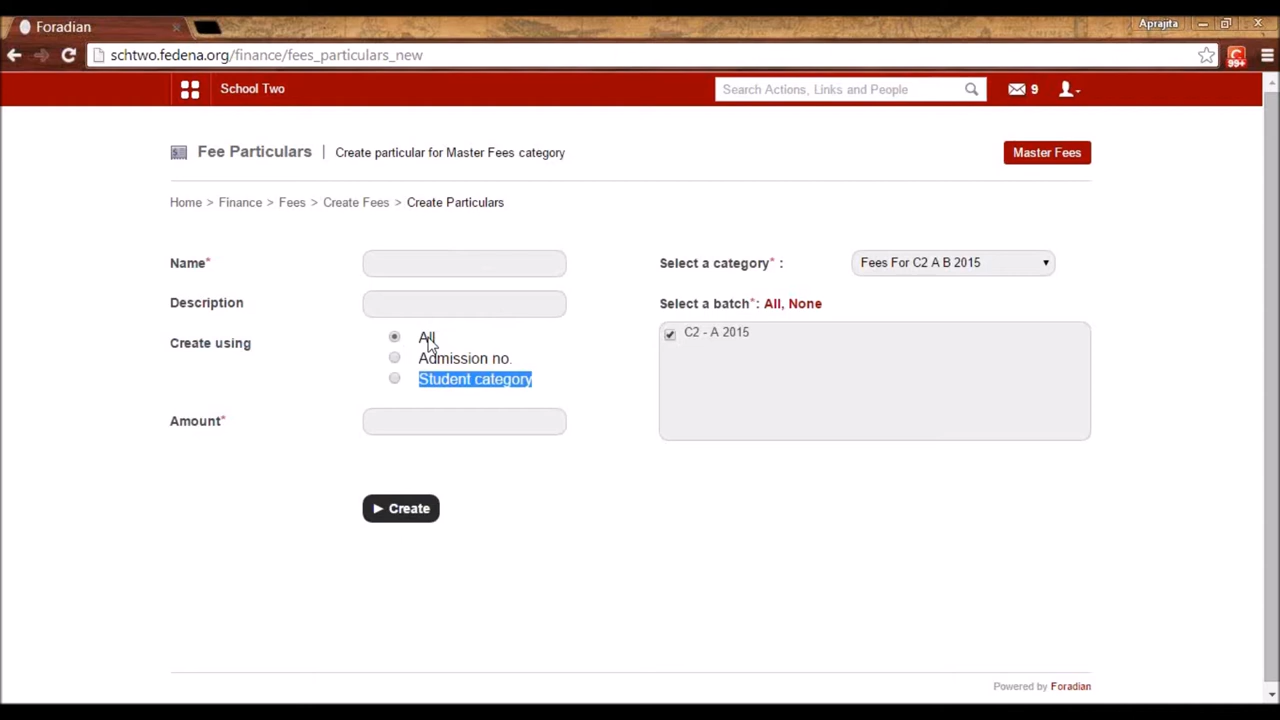 Foradian
Aprajita
schtwo.fedena.org/finance/fees_particulars_new
99+
School Two
Search Actions, Links and People
9
Fee Particulars | Create particular for Master Fees category
Master Fees
Home > Finance > Fees > Create Fees > Create Particulars
Name*
Select a category* :
Fees For C2 A B 2015
Description
Select a batch*: All, None
C2 - A 2015
Create using
All
Admission no.
Student category
Amount*
Create
Powered by Foradian